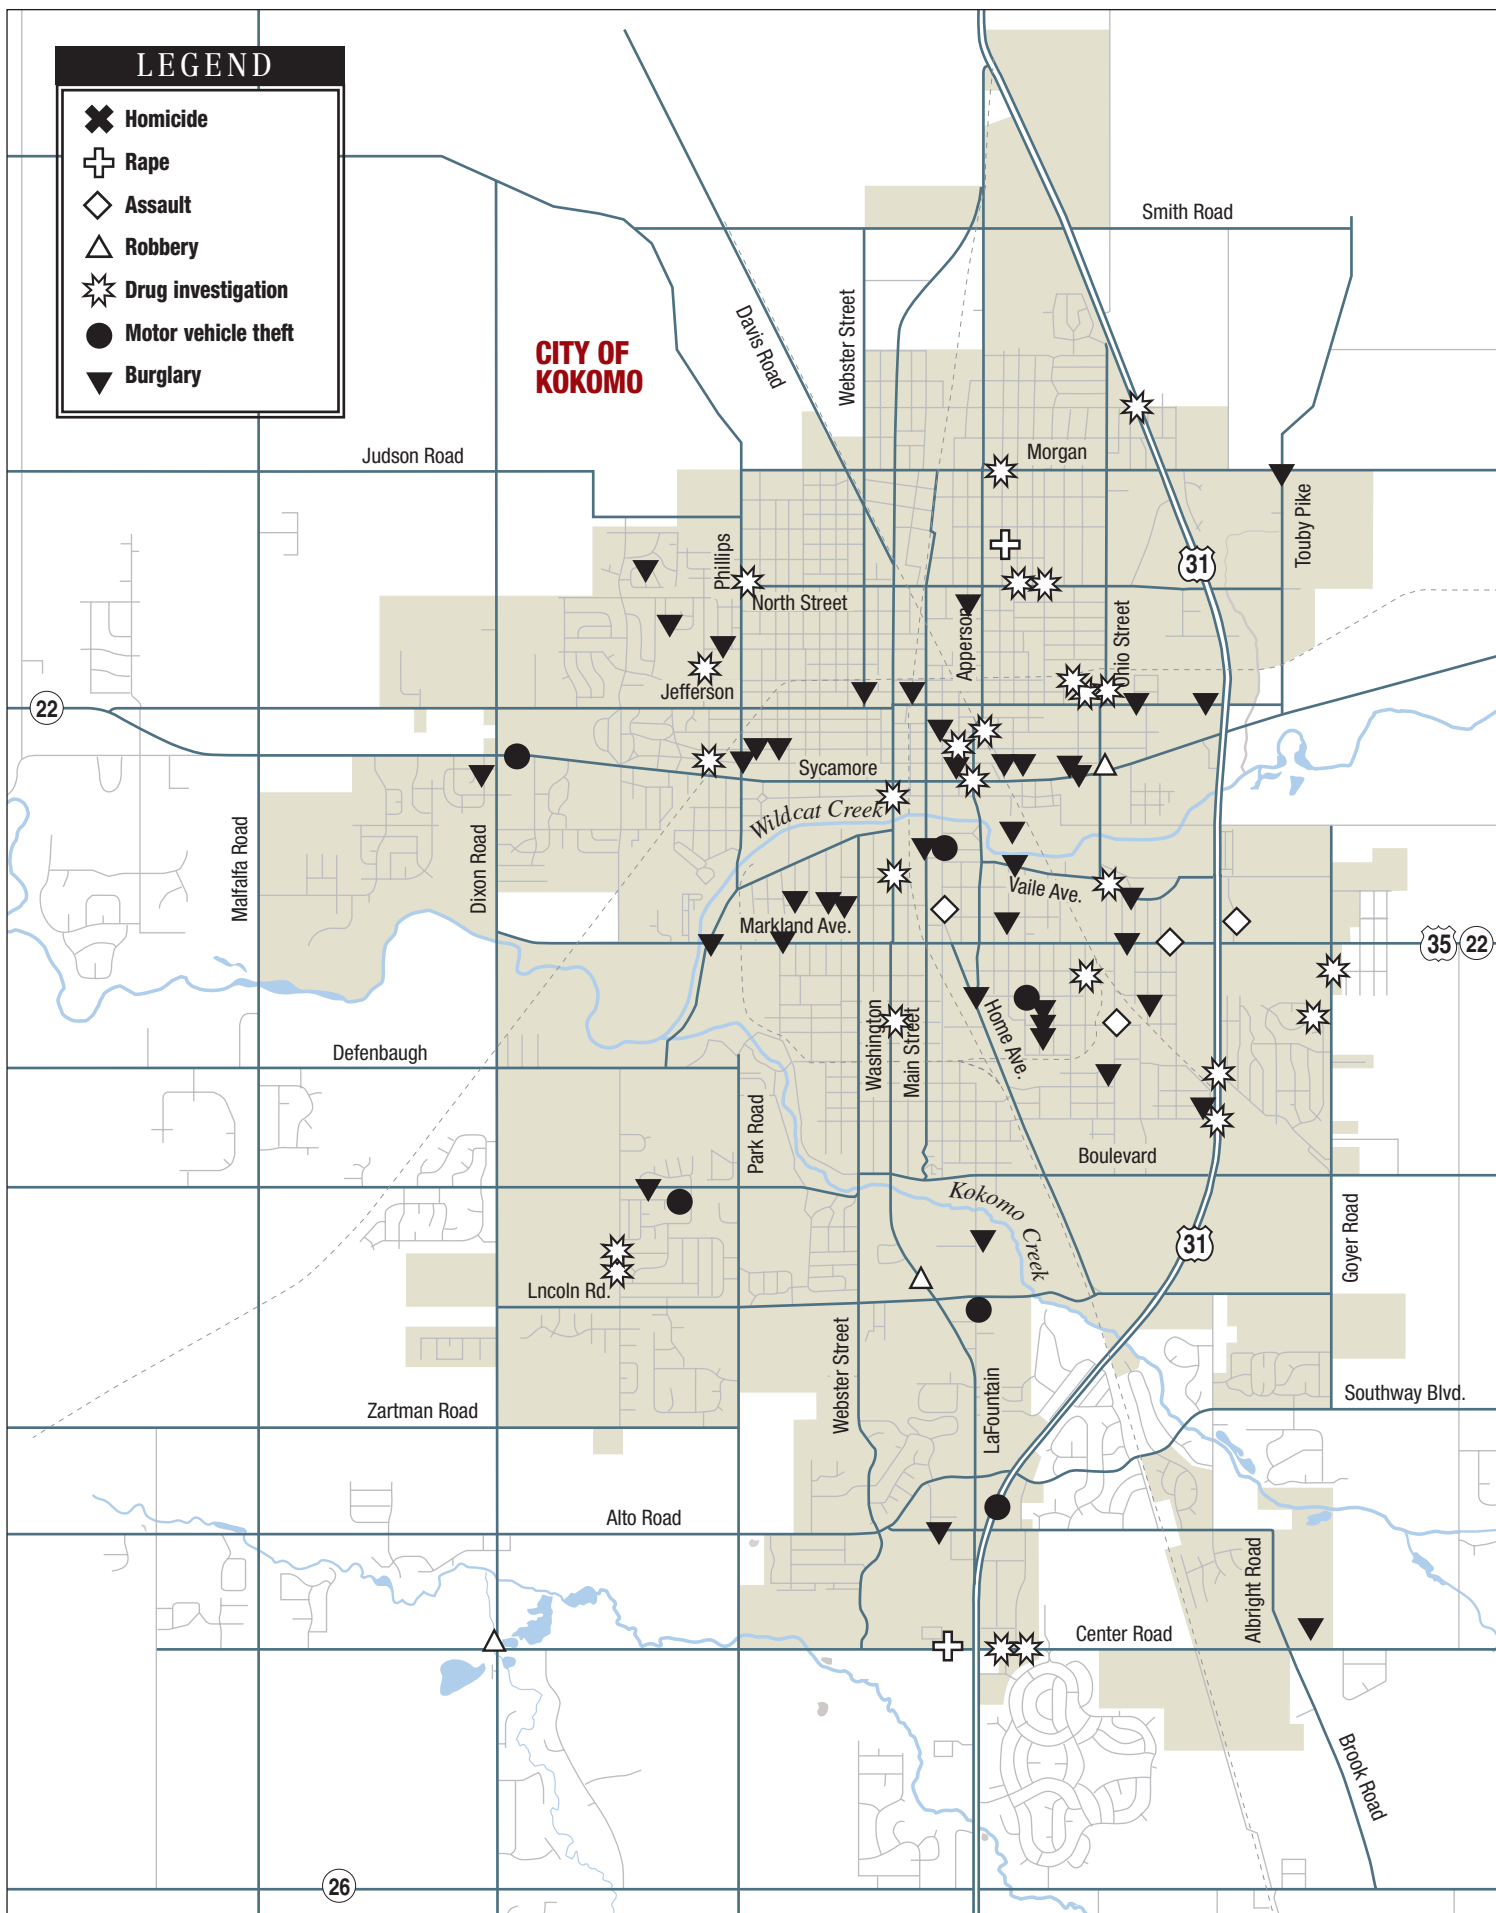 LEGEND
Homicide
Rape
Assault
Robbery
Drug investigation
Motor vehicle theft
Burglary
CITY OF
KOKOMO
Smith Road
Davis Road
Webster Street
Judson Road
Morgan
Touby Pike
31
Phillips
North Street
Apperson
Ohio Street
Jefferson
22
Sycamore
Wildcat Creek
Malfalfa Road
Dixon Road
Vaile Ave.
Markland Ave.
35
22
Washington
Main Street
Home Ave.
Defenbaugh
Park Road
Boulevard
Kokomo
Creek
31
Goyer Road
Lncoln Rd.
Webster Street
LaFountain
Southway Blvd.
Zartman Road
Alto Road
Albright Road
Center Road
Brook Road
26